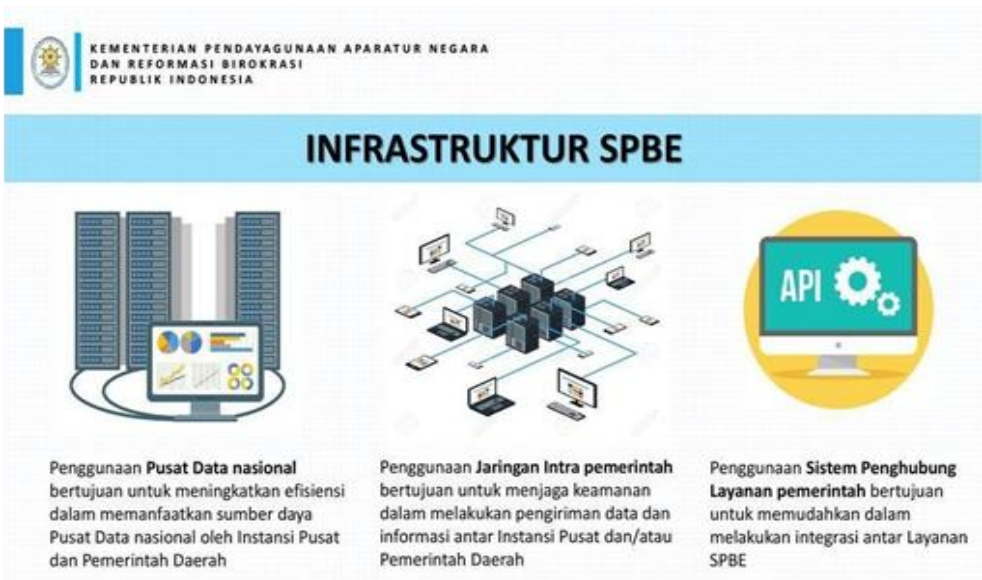 KEMENTERIAN PENDAYAGUNAAN APARATUR NEGARA
DAN REFORMASI BIROKRASI
REPUBLIK INDONESIA
INFRASTRUKTUR SPBE
API
Penggunaan Pusat Data nasional
bertujuan untuk meningkatkan efisiensi
dalam memanfaatkan sumber daya
Pusat Data nasional oleh Instansi Pusat
dan Pemerintah Daerah
Penggunaan Jaringan Intra pemerintah
bertujuan untuk menjaga keamanan
dalam melakukan pengiriman data dan
informasi antar Instansi Pusat dan/atau
Pemerintah Daerah
Penggunaan Sistem Penghubung
Layanan pemerintah bertujuan
untuk memudahkan dalam
melakukan integrasi antar Layanan
SPBE